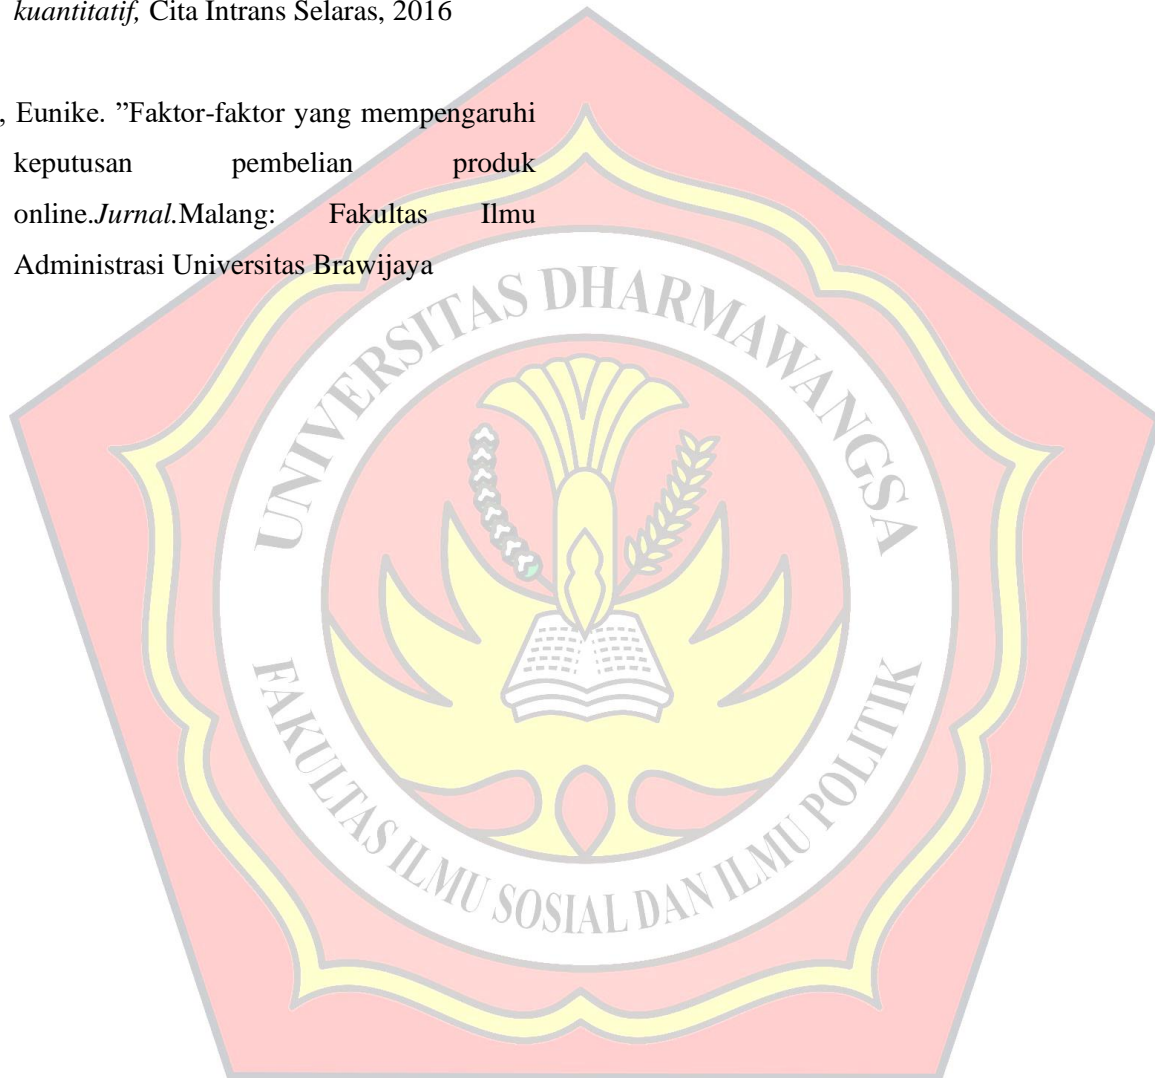 kuantitatif, Cita Intrans Selaras, 2016
, Eunike. ”Faktor-faktor yang mempengaruhi
keputusan pembelian produk
online.Jurnal.Malang: Fakultas Ilmu
Administrasi Universitas Brawijaya
UNIVERSITAS DHARMAWANGSA
FAKULTAS ILMU SOSIAL DAN ILMU POLITIK